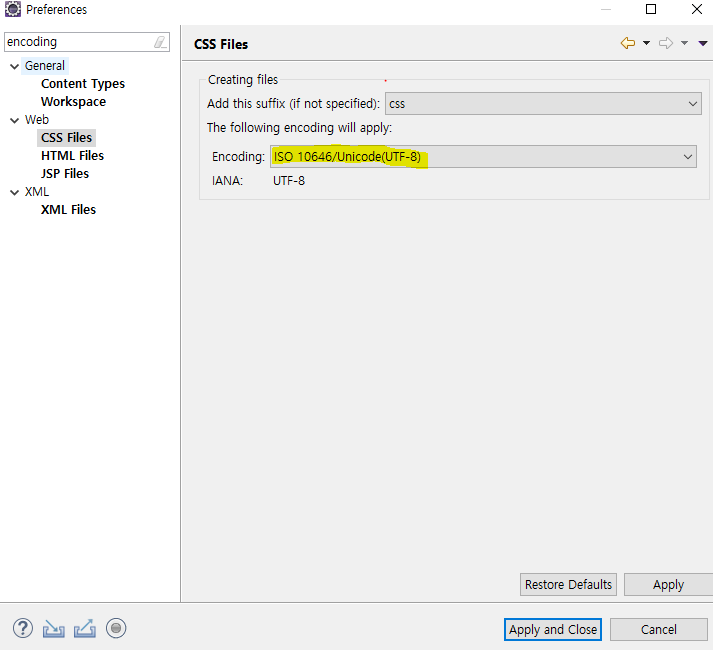 Preferences
encoding
CSS Files
General
Content Types
Workspace
Web
CSS Files
HTML Files
JSP Files
XML
XML Files
Creating files
Add this suffix (if not specified): css
The following encoding will apply:
Encoding: ISO 10646/Unicode(UTF-8)
IANA: UTF-8
Restore Defaults Apply
? Apply and Close Cancel